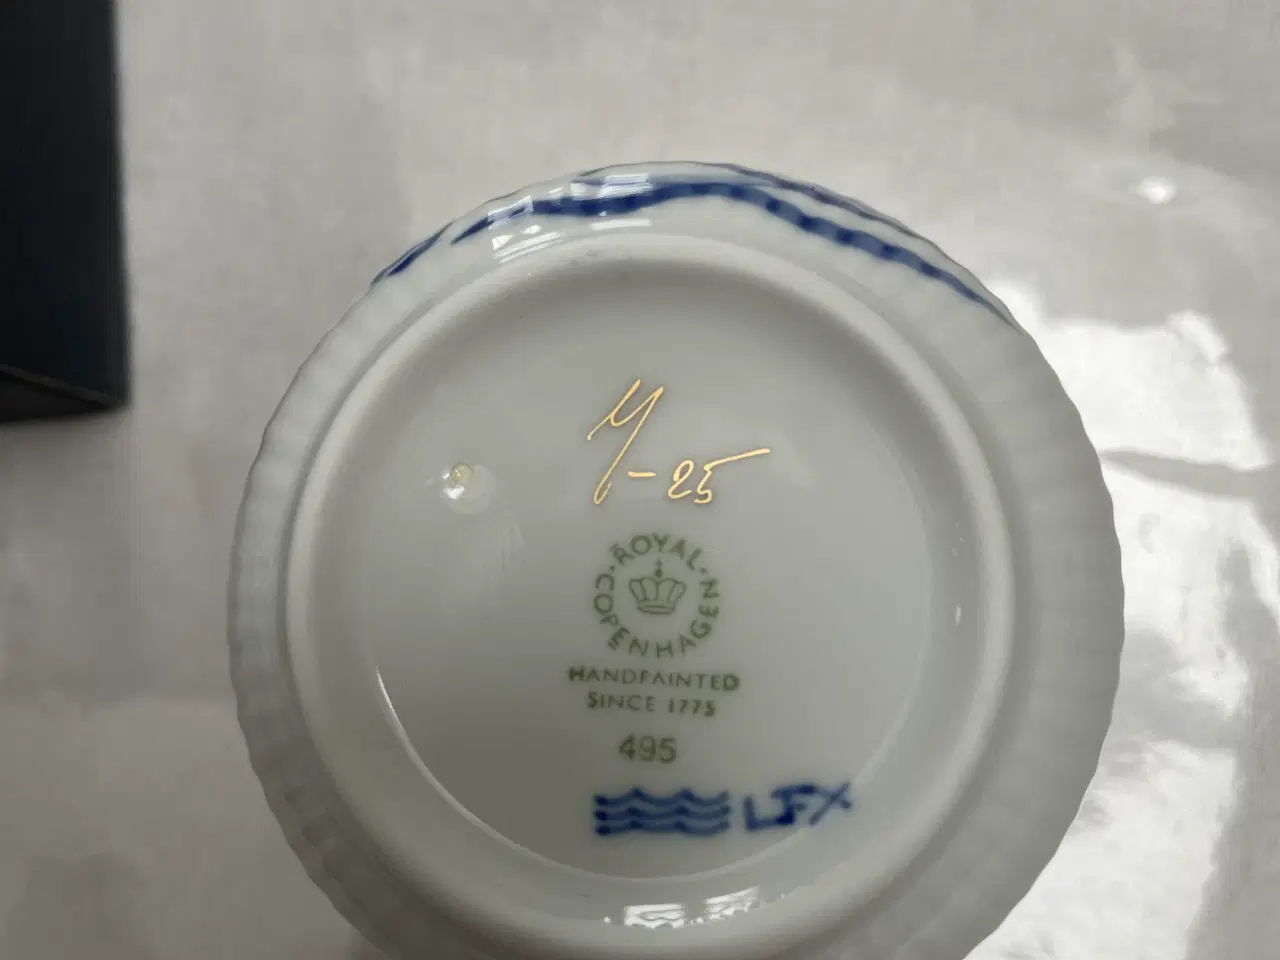 Y-25
ROYAL COPENHAGEN
HANDPAINTED
SINCE 1775
495
LFX